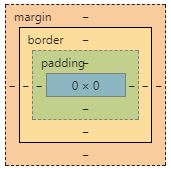 margin –
border –
padding –
– – – 0 × 0 – – –
–
–
–